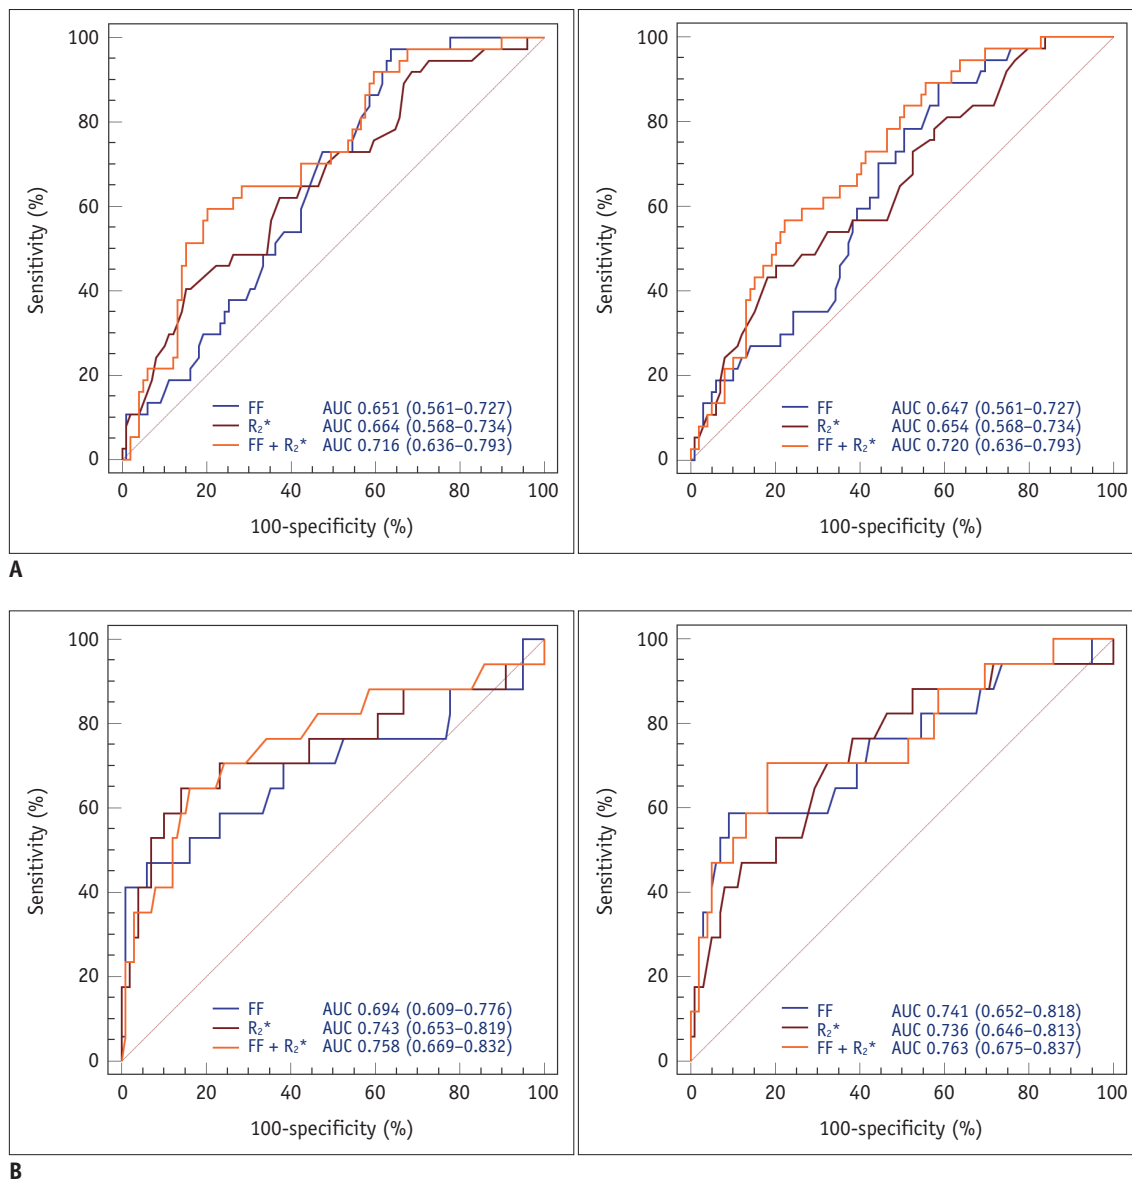 100
80
60
40
20
0
Sensitivity (%)
FF AUC 0.651 (0.561–0.727)
R₂* AUC 0.664 (0.568–0.734)
FF + R₂* AUC 0.716 (0.636–0.793)
0 20 40 60 80 100
100-specificity (%)
100
80
60
40
20
0
Sensitivity (%)
FF AUC 0.647 (0.561–0.727)
R₂* AUC 0.654 (0.568–0.734)
FF + R₂* AUC 0.720 (0.636–0.793)
0 20 40 60 80 100
100-specificity (%)
A
100
80
60
40
20
0
Sensitivity (%)
FF AUC 0.694 (0.609–0.776)
R₂* AUC 0.743 (0.653–0.819)
FF + R₂* AUC 0.758 (0.669–0.832)
0 20 40 60 80 100
100-specificity (%)
100
80
60
40
20
0
Sensitivity (%)
FF AUC 0.741 (0.652–0.818)
R₂* AUC 0.736 (0.646–0.813)
FF + R₂* AUC 0.763 (0.675–0.837)
0 20 40 60 80 100
100-specificity (%)
B